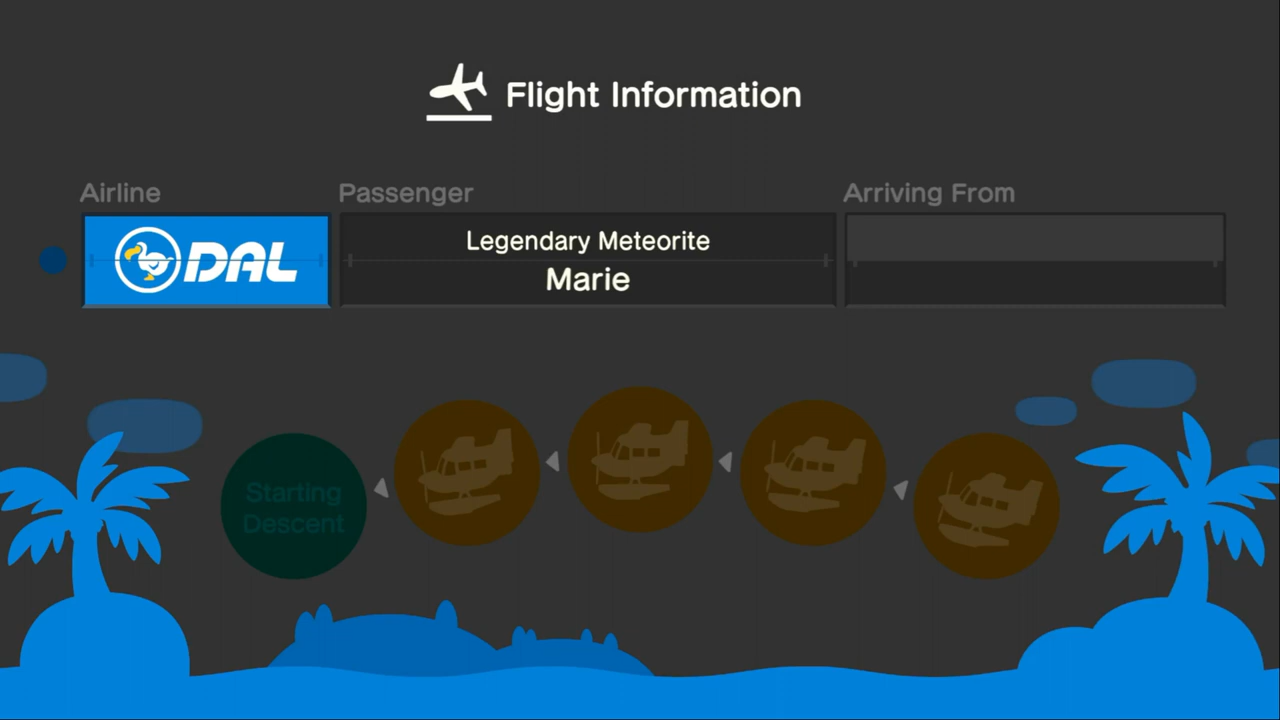 Flight Information
Airline
Passenger
Arriving From
DAL
Legendary Meteorite
Marie
Starting
Descent